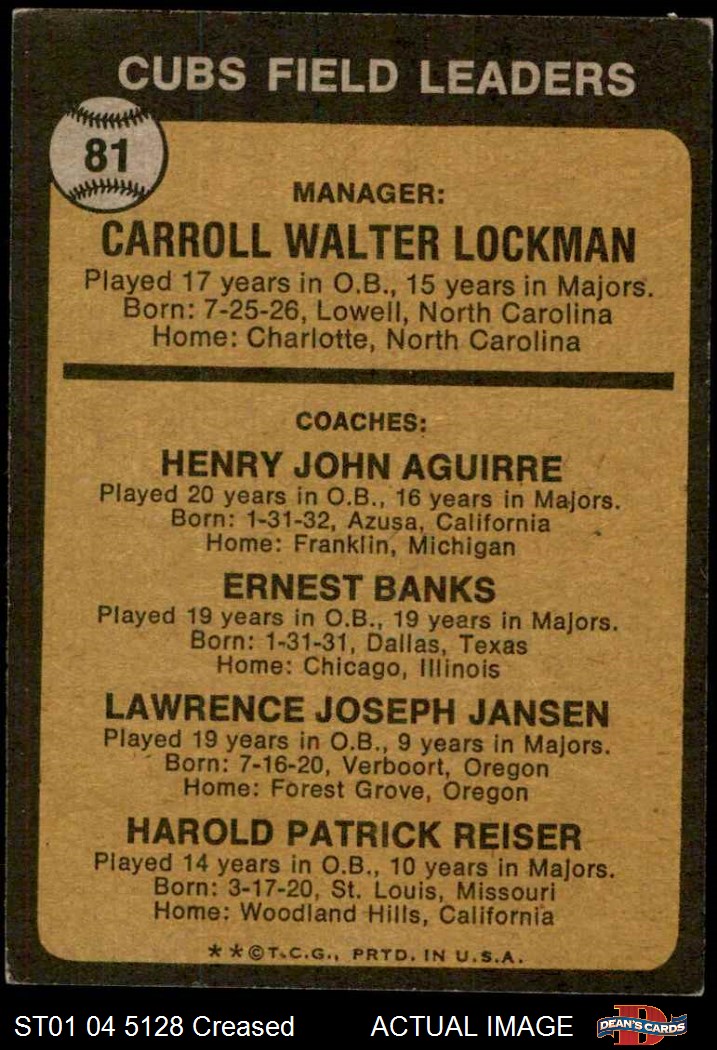 CUBS FIELD LEADERS
81
MANAGER:
CARROLL WALTER LOCKMAN
Played 17 years in O.B., 15 years in Majors.
Born: 7-25-26, Lowell, North Carolina
Home: Charlotte, North Carolina
COACHES:
HENRY JOHN AGUIRRE
Played 20 years in O.B., 16 years in Majors.
Born: 1-31-32, Azusa, California
Home: Franklin, Michigan
ERNEST BANKS
Played 19 years in O.B., 19 years in Majors.
Born: 1-31-31, Dallas, Texas
Home: Chicago, Illinois
LAWRENCE JOSEPH JANSEN
Played 19 years in O.B., 9 years in Majors.
Born: 7-16-20, Verboort, Oregon
Home: Forest Grove, Oregon
HAROLD PATRICK REISER
Played 14 years in O.B., 10 years in Majors.
Born: 3-17-20, St. Louis, Missouri
Home: Woodland Hills, California
**©T.C.G., PRTD. IN U.S.A.
ST01 04 5128 Creased ACTUAL IMAGE D DEAN'S CARDS